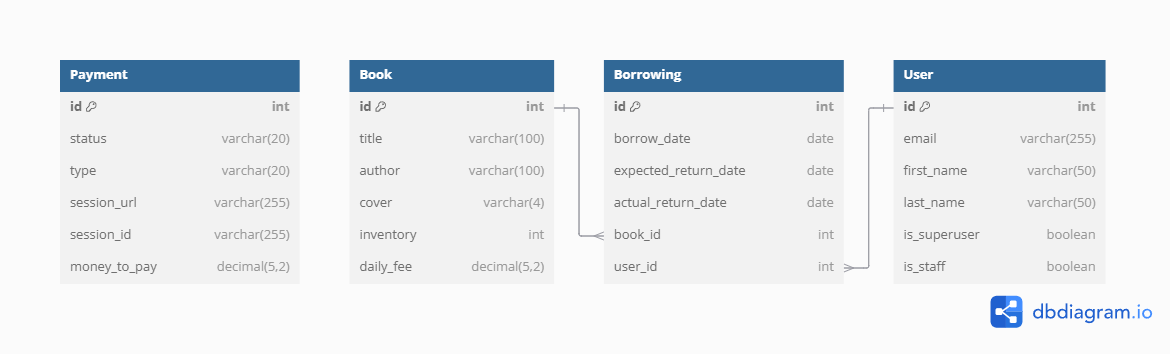 Payment
id int
status varchar(20)
type varchar(20)
session_url varchar(255)
session_id varchar(255)
money_to_pay decimal(5,2)
Book
id int
title varchar(100)
author varchar(100)
cover varchar(4)
inventory int
daily_fee decimal(5,2)
Borrowing
id int
borrow_date date
expected_return_date date
actual_return_date date
book_id int
user_id int
User
id int
email varchar(255)
first_name varchar(50)
last_name varchar(50)
is_superuser boolean
is_staff boolean
dbdiagram.io